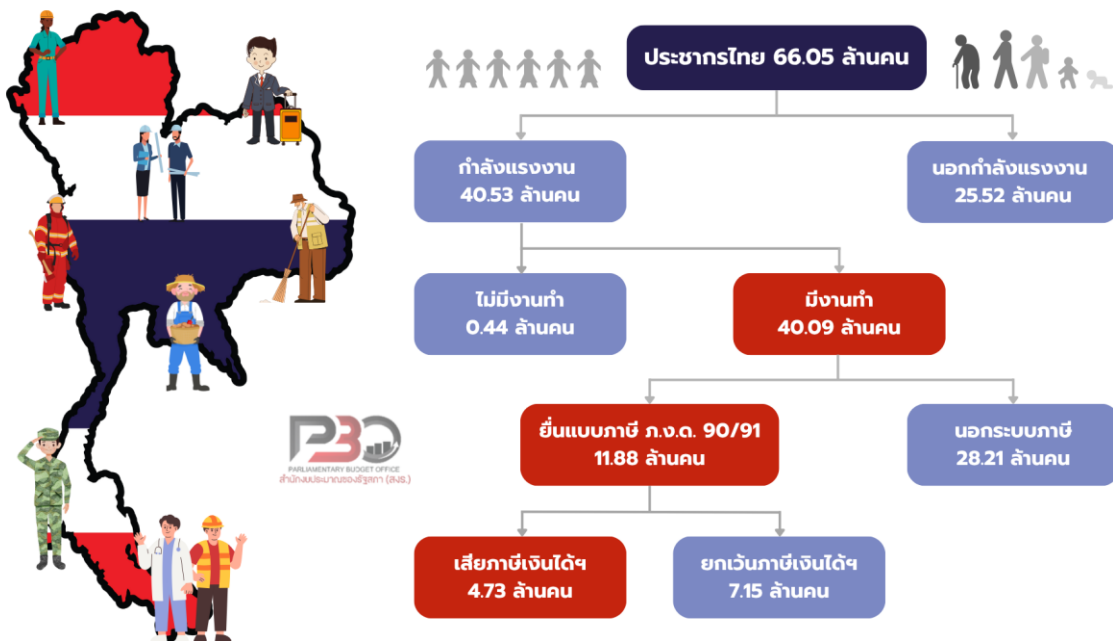 ประชากรไทย 66.05 ล้านคน
กำลังแรงงาน
40.53 ล้านคน
นอกกำลังแรงงาน
25.52 ล้านคน
ไม่มีงานทำ
0.44 ล้านคน
มีงานทำ
40.09 ล้านคน
ยื่นแบบภาษี ภ.ง.ด. 90/91
11.88 ล้านคน
นอกระบบภาษี
28.21 ล้านคน
PBO
PARLIAMENTARY BUDGET OFFICE
สำนักงบประมาณของรัฐสภา (สงร.)
เสียภาษีเงินได้ฯ
4.73 ล้านคน
ยกเว้นภาษีเงินได้ฯ
7.15 ล้านคน